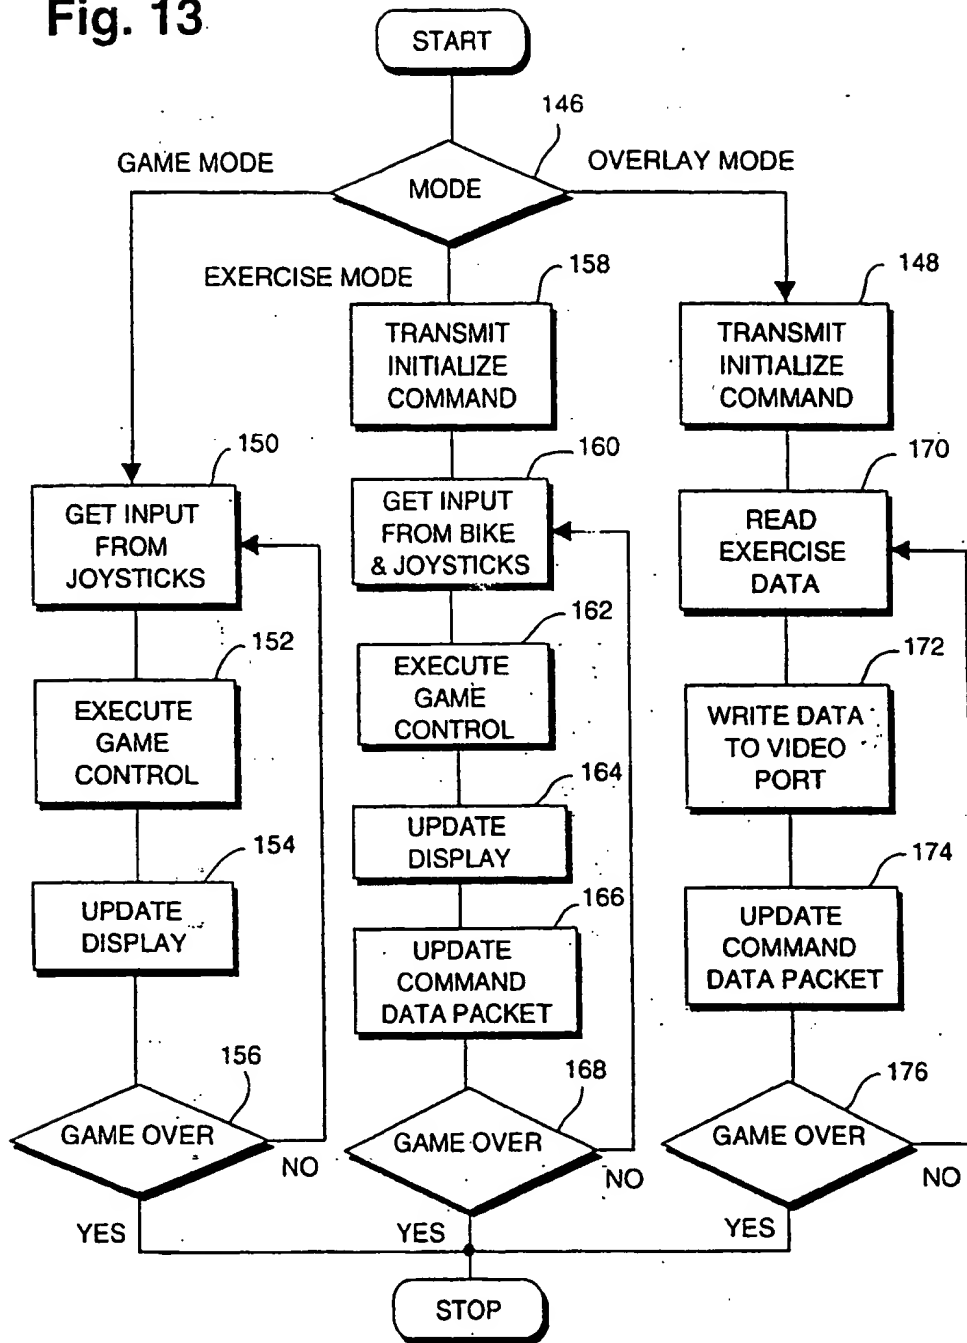 Fig. 13
START
146
GAME MODE
MODE
OVERLAY MODE
EXERCISE MODE
158
TRANSMIT
INITIALIZE
COMMAND
148
TRANSMIT
INITIALIZE
COMMAND
150
GET INPUT
FROM
JOYSTICKS
160
GET INPUT
FROM BIKE
& JOYSTICKS
170
READ
EXERCISE
DATA
152
EXECUTE
GAME
CONTROL
162
EXECUTE
GAME
CONTROL
172
WRITE DATA
TO VIDEO
PORT
154
UPDATE
DISPLAY
164
UPDATE
DISPLAY
166
UPDATE
COMMAND
DATA PACKET
174
UPDATE
COMMAND
DATA PACKET
156
GAME OVER
NO
YES
168
GAME OVER
NO
YES
176
GAME OVER
NO
YES
STOP